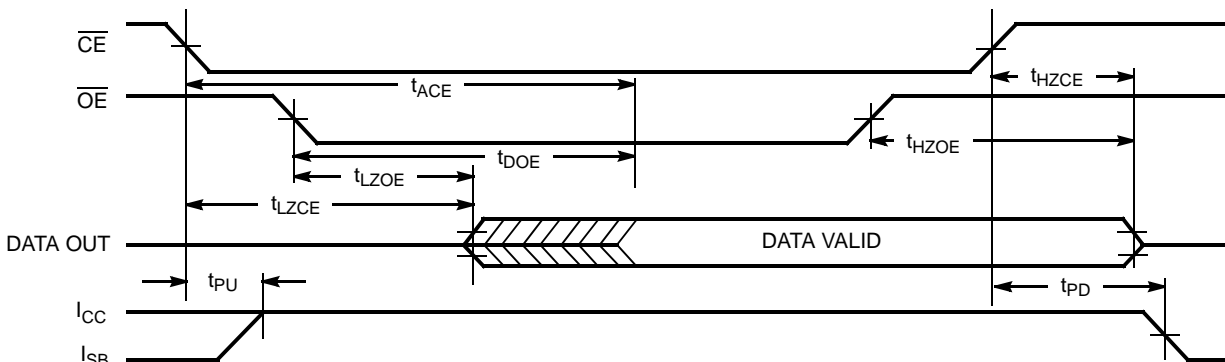 CE
tHZCE
tACE
OE
tHZOE
tDOE
tLZOE
tLZCE
DATA OUT
DATA VALID
tPU
tPD
ICC
ISB